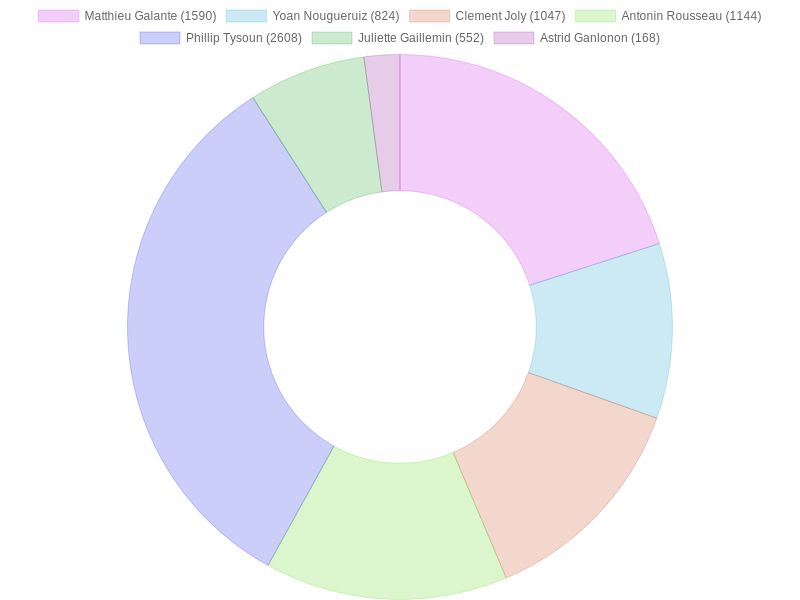 Matthieu Galante (1590) Yoan Nougueruiz (824) Clement Joly (1047) Antonin Rousseau (1144)
Phillip Tysoun (2608) Juliette Gaillemin (552) Astrid Ganlonon (168)